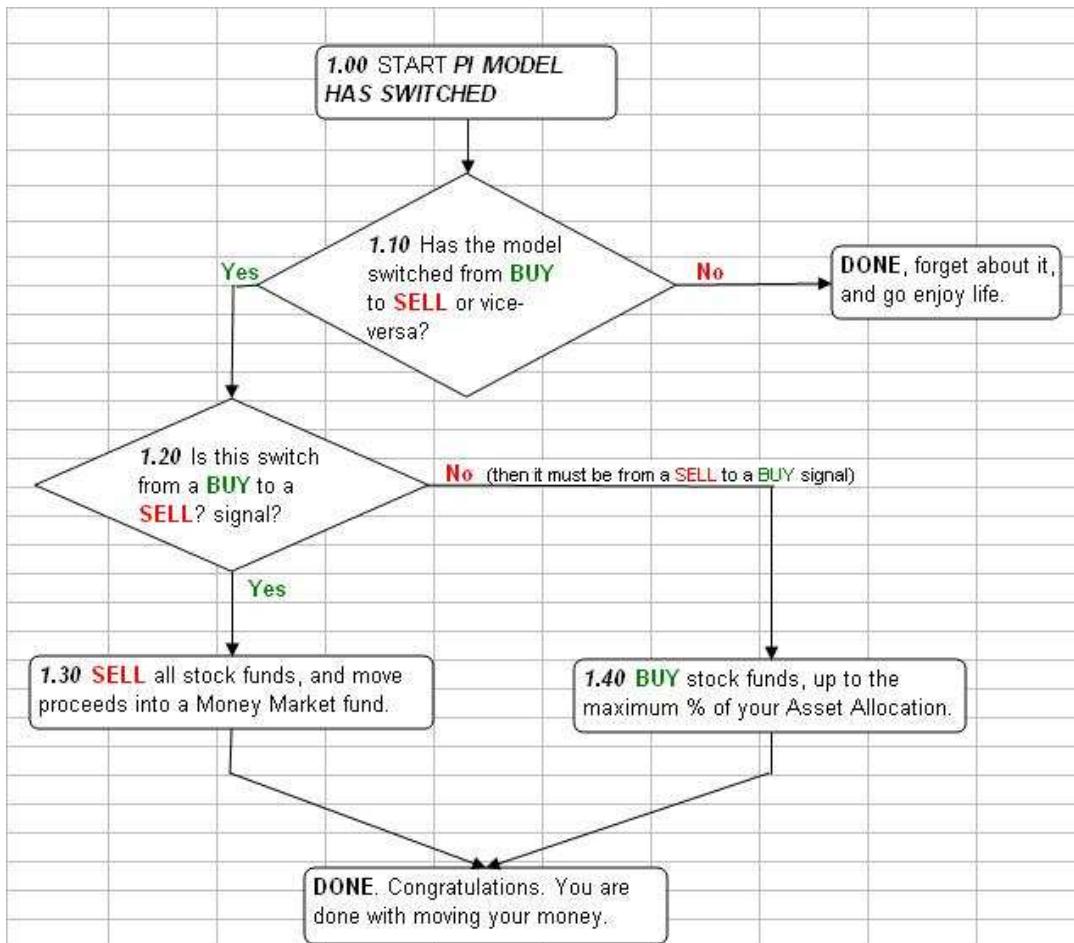 1.00 START PI MODEL
HAS SWITCHED
1.10 Has the model
switched from BUY
to SELL or vice-
versa?
Yes
No
DONE, forget about it,
and go enjoy life.
1.20 Is this switch
from a BUY to a
SELL? signal?
No (then it must be from a SELL to a BUY signal)
Yes
1.30 SELL all stock funds, and move
proceeds into a Money Market fund.
1.40 BUY stock funds, up to the
maximum % of your Asset Allocation.
DONE. Congratulations. You are
done with moving your money.